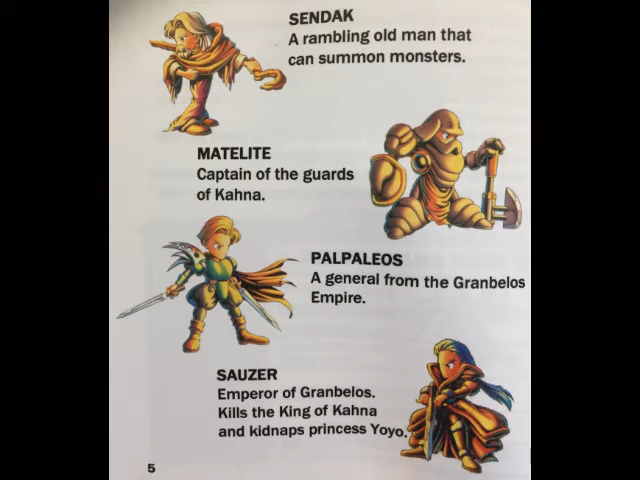 SENDAK
A rambling old man that
can summon monsters.
MATELITE
Captain of the guards
of Kahna.
PALPALEOS
A general from the Granbelos
Empire.
SAUZER
Emperor of Granbelos.
Kills the King of Kahna
and kidnaps princess Yoyo.
5